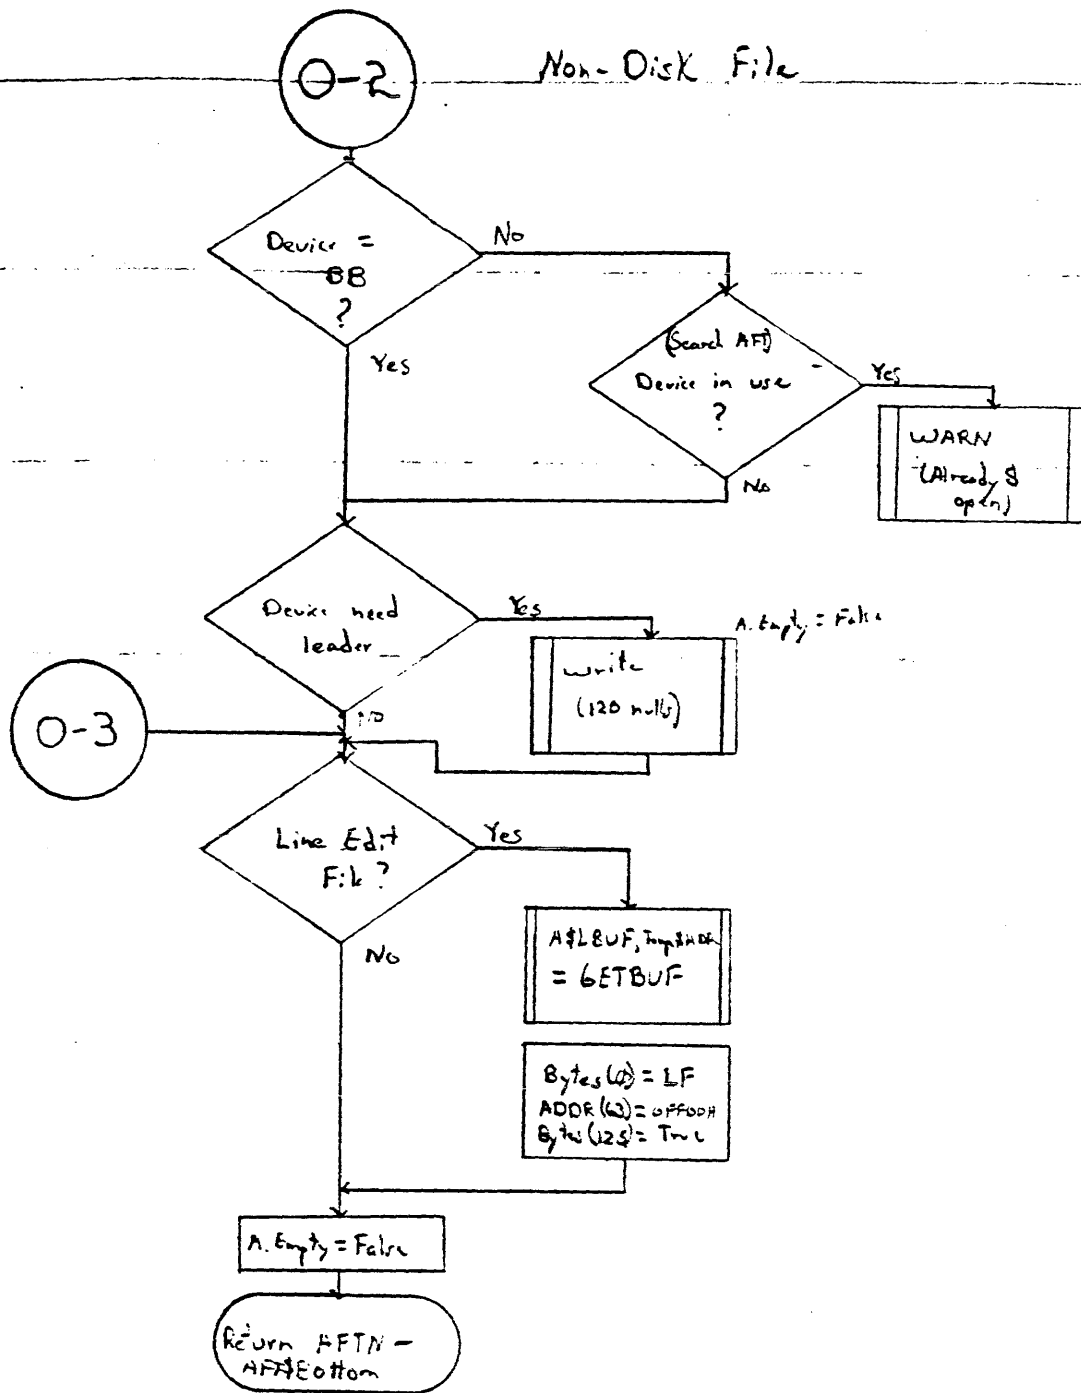 O-2
Non-Disk File
Device =
BB
?
No
Yes
(Search AFT)
Device in use
?
Yes
No
WARN
(Already $
open)
Device need
leader
Yes
A. Empty = False
Write
(120 nulls)
No
O-3
Line Edit
File?
Yes
No
A$LBUF,
= GETBUF
Bytes(0) = LF
ADDR(63) = 0FF0DH
Bytes(125) = True
A. Empty = False
Return AFTN -
AFT$Bottom